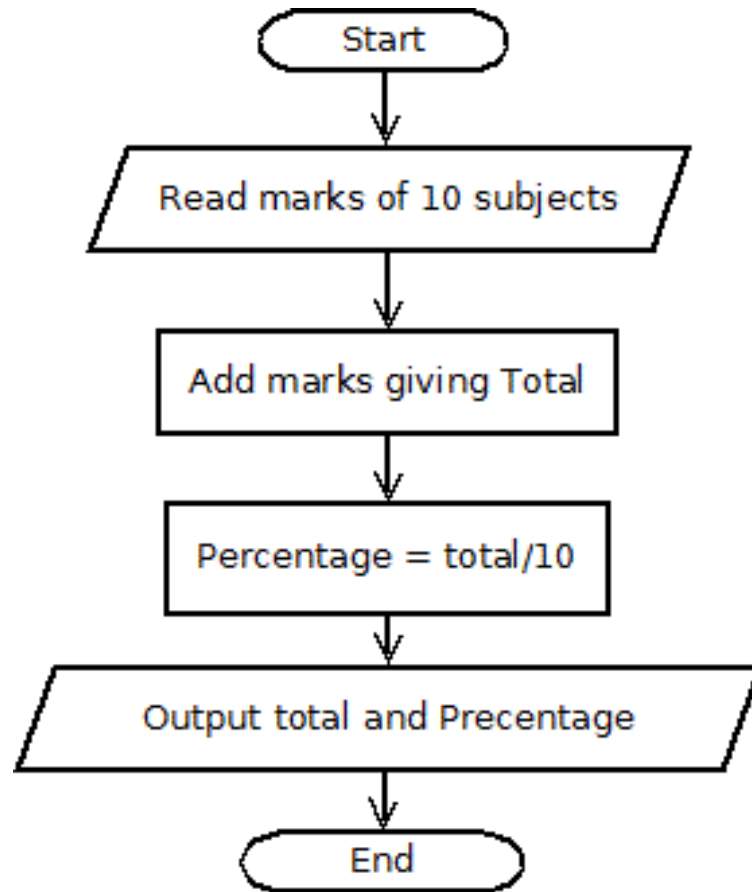 Start
Read marks of 10 subjects
Add marks giving Total
Percentage = total/10
Output total and Precentage
End